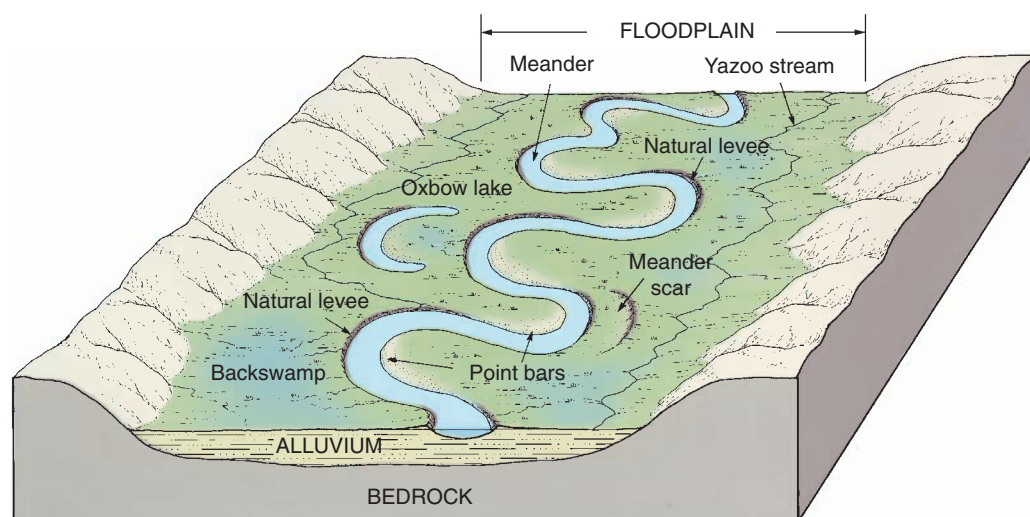 FLOODPLAIN
Meander
Yazoo stream
Natural levee
Oxbow lake
Meander
scar
Natural levee
Backswamp
Point bars
ALLUVIUM
BEDROCK